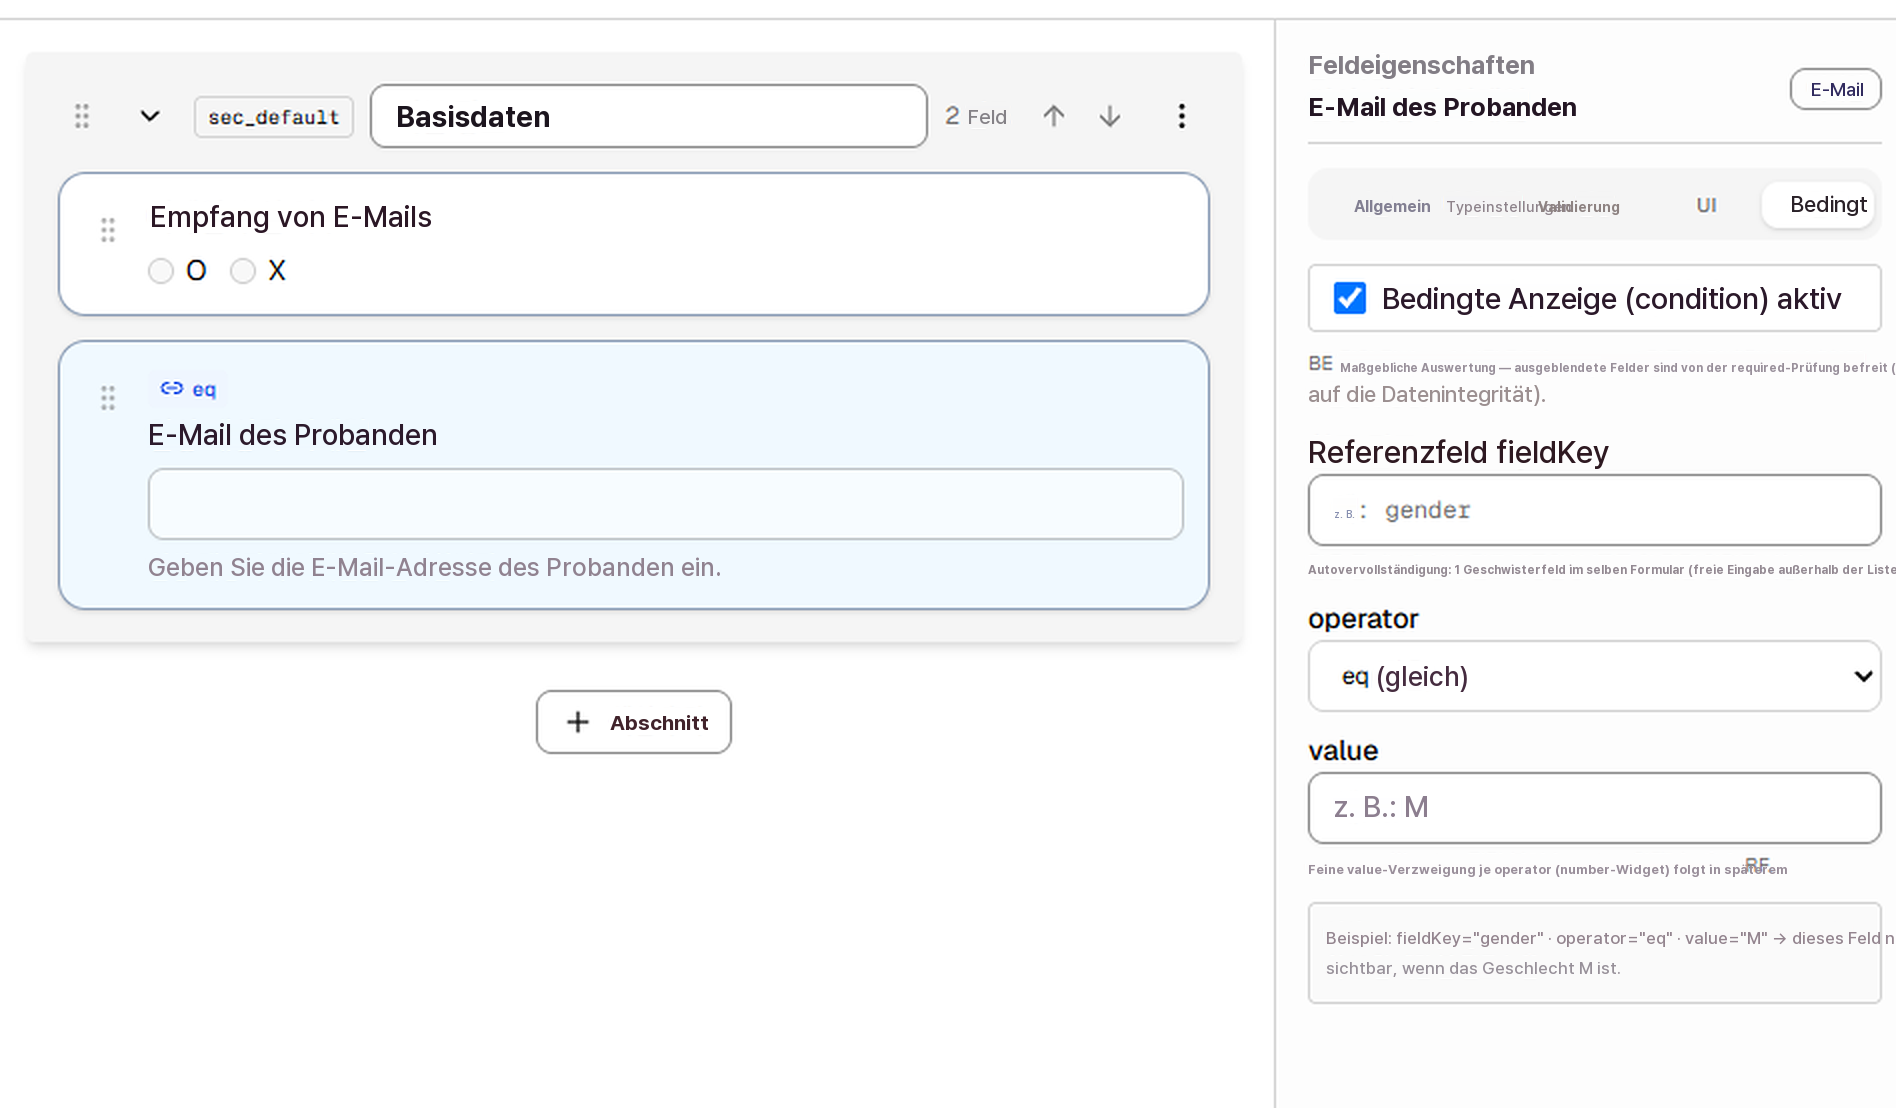 sec_default
Basisdaten
2 Feld
Empfang von E-Mails
O X
eq
E-Mail des Probanden
Geben Sie die E-Mail-Adresse des Probanden ein.
Abschnitt
Feldeigenschaften
E-Mail des Probanden
E-Mail
Allgemein Typeinstellungen Validierung UI Bedingt
Bedingte Anzeige (condition) aktiv
BE Maßgebliche Auswertung — ausgeblendete Felder sind von der required-Prüfung befreit (
auf die Datenintegrität).
Referenzfeld fieldKey
z. B. : gender
Autovervollständigung: 1 Geschwisterfeld im selben Formular (freie Eingabe außerhalb der Liste
operator
eq (gleich)
value
z. B.: M
Feine value-Verzweigung je operator (number-Widget) folgt in späterem
Beispiel: fieldKey="gender" · operator="eq" · value="M" → dieses Feld n
sichtbar, wenn das Geschlecht M ist.